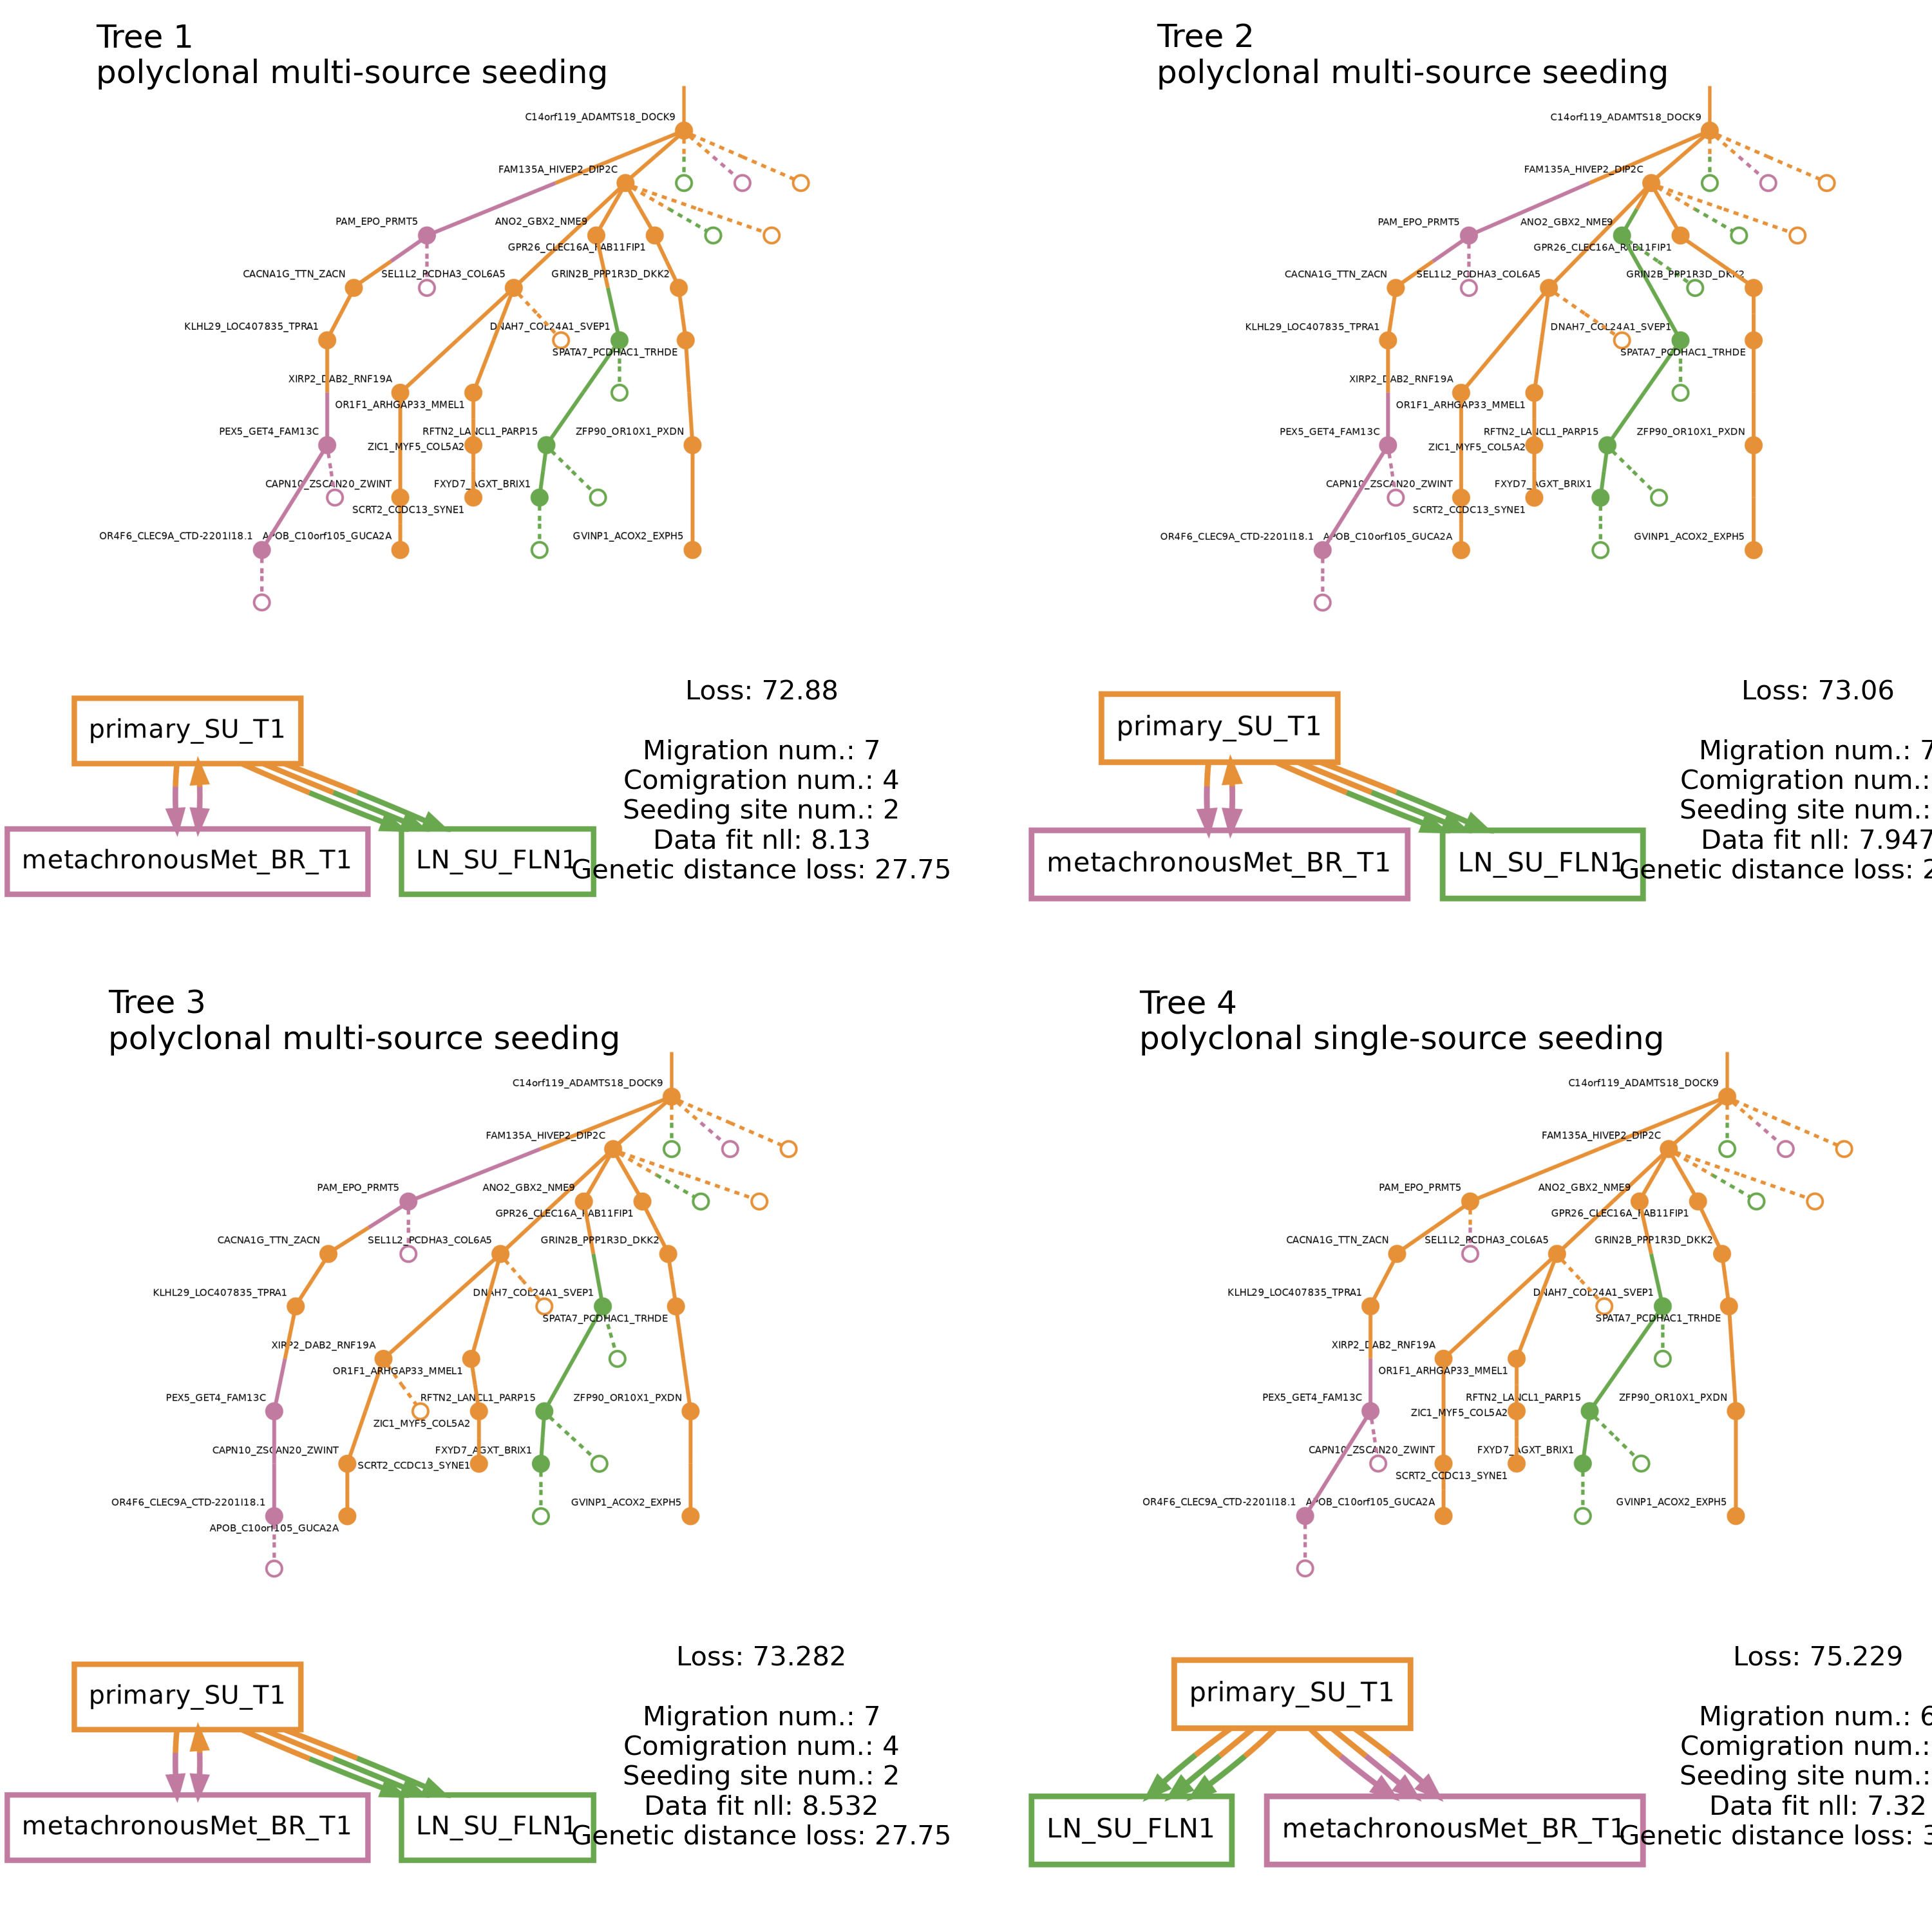 Tree 1
polyclonal multi-source seeding
C14orf119_ADAMTS18_DOCK9
FAM135A_HIVEP2_DIP2C
PAM_EPO_PRMT5
ANO2_GBX2_NME9
GPR26_CLEC16A_RAB11FIP1
CACNA1G_TTN_ZACN
SEL1L2_PCDHA3_COL6A5
GRIN2B_PPP1R3D_DKK2
KLHL29_LOC407835_TPRA1
DNAH7_COL24A1_SVEP1
SPATA7_PCDHAC1_TRHDE
XIRP2_DAB2_RNF19A
OR1F1_ARHGAP33_MMEL1
PEX5_GET4_FAM13C
RFTN2_LANCL1_PARP15
ZFP90_OR10X1_PXDN
ZIC1_MYF5_COL5A2
CAPN10_ZSCAN20_ZWINT
FXYD7_AGXT_BRIX1
SCRT2_CCDC13_SYNE1
OR4F6_CLEC9A_CTD-2201I18.1
APOB_C10orf105_GUCA2A
GVINP1_ACOX2_EXPH5
primary_SU_T1
metachronousMet_BR_T1
LN_SU_FLN1
Loss: 72.88
Migration num.: 7
Comigration num.: 4
Seeding site num.: 2
Data fit nll: 8.13
Genetic distance loss: 27.75
Tree 2
polyclonal multi-source seeding
C14orf119_ADAMTS18_DOCK9
FAM135A_HIVEP2_DIP2C
PAM_EPO_PRMT5
ANO2_GBX2_NME9
GPR26_CLEC16A_RAB11FIP1
CACNA1G_TTN_ZACN
SEL1L2_PCDHA3_COL6A5
GRIN2B_PPP1R3D_DKK2
KLHL29_LOC407835_TPRA1
DNAH7_COL24A1_SVEP1
SPATA7_PCDHAC1_TRHDE
XIRP2_DAB2_RNF19A
OR1F1_ARHGAP33_MMEL1
PEX5_GET4_FAM13C
RFTN2_LANCL1_PARP15
ZFP90_OR10X1_PXDN
ZIC1_MYF5_COL5A2
CAPN10_ZSCAN20_ZWINT
FXYD7_AGXT_BRIX1
SCRT2_CCDC13_SYNE1
OR4F6_CLEC9A_CTD-2201I18.1
APOB_C10orf105_GUCA2A
GVINP1_ACOX2_EXPH5
primary_SU_T1
metachronousMet_BR_T1
LN_SU_FLN1
Loss: 73.06
Migration num.: 7
Comigration num.:
Seeding site num.:
Data fit nll: 7.947
Genetic distance loss: 2
Tree 3
polyclonal multi-source seeding
C14orf119_ADAMTS18_DOCK9
FAM135A_HIVEP2_DIP2C
PAM_EPO_PRMT5
ANO2_GBX2_NME9
GPR26_CLEC16A_RAB11FIP1
CACNA1G_TTN_ZACN
SEL1L2_PCDHA3_COL6A5
GRIN2B_PPP1R3D_DKK2
KLHL29_LOC407835_TPRA1
DNAH7_COL24A1_SVEP1
SPATA7_PCDHAC1_TRHDE
XIRP2_DAB2_RNF19A
OR1F1_ARHGAP33_MMEL1
PEX5_GET4_FAM13C
RFTN2_LANCL1_PARP15
ZFP90_OR10X1_PXDN
ZIC1_MYF5_COL5A2
CAPN10_ZSCAN20_ZWINT
FXYD7_AGXT_BRIX1
SCRT2_CCDC13_SYNE1
OR4F6_CLEC9A_CTD-2201I18.1
GVINP1_ACOX2_EXPH5
APOB_C10orf105_GUCA2A
primary_SU_T1
metachronousMet_BR_T1
LN_SU_FLN1
Loss: 73.282
Migration num.: 7
Comigration num.: 4
Seeding site num.: 2
Data fit nll: 8.532
Genetic distance loss: 27.75
Tree 4
polyclonal single-source seeding
C14orf119_ADAMTS18_DOCK9
FAM135A_HIVEP2_DIP2C
PAM_EPO_PRMT5
ANO2_GBX2_NME9
GPR26_CLEC16A_RAB11FIP1
CACNA1G_TTN_ZACN
SEL1L2_PCDHA3_COL6A5
GRIN2B_PPP1R3D_DKK2
KLHL29_LOC407835_TPRA1
DNAH7_COL24A1_SVEP1
SPATA7_PCDHAC1_TRHDE
XIRP2_DAB2_RNF19A
OR1F1_ARHGAP33_MMEL1
PEX5_GET4_FAM13C
RFTN2_LANCL1_PARP15
ZFP90_OR10X1_PXDN
ZIC1_MYF5_COL5A2
CAPN10_ZSCAN20_ZWINT
FXYD7_AGXT_BRIX1
SCRT2_CCDC13_SYNE1
OR4F6_CLEC9A_CTD-2201I18.1
APOB_C10orf105_GUCA2A
GVINP1_ACOX2_EXPH5
primary_SU_T1
LN_SU_FLN1
metachronousMet_BR_T1
Loss: 75.229
Migration num.: 6
Comigration num.:
Seeding site num.:
Data fit nll: 7.32
Genetic distance loss: 3